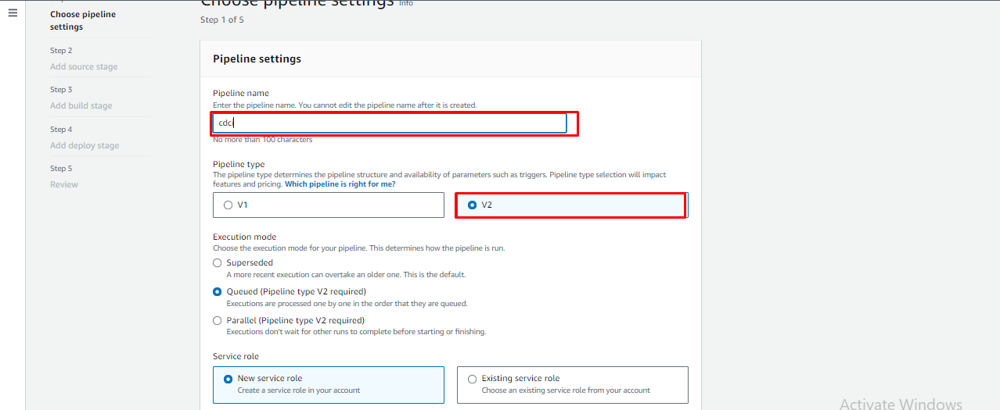 Choose pipeline settings Info
Step 1 of 5
Choose pipeline
settings
Step 2
Add source stage
Step 3
Add build stage
Step 4
Add deploy stage
Step 5
Review
Pipeline settings
Pipeline name
Enter the pipeline name. You cannot edit the pipeline name after it is created.
cdci
No more than 100 characters
Pipeline type
The pipeline type determines the pipeline structure and availability of parameters such as triggers. Pipeline type selection will impact
features and pricing. Which pipeline is right for me?
V1
V2
Execution mode
Choose the execution mode for your pipeline. This determines how the pipeline is run.
Superseded
A more recent execution can overtake an older one. This is the default.
Queued (Pipeline type V2 required)
Executions are processed one by one in the order that they are queued.
Parallel (Pipeline type V2 required)
Executions don't wait for other runs to complete before starting or finishing.
Service role
New service role
Create a service role in your account
Existing service role
Choose an existing service role from your account
Activate Windows